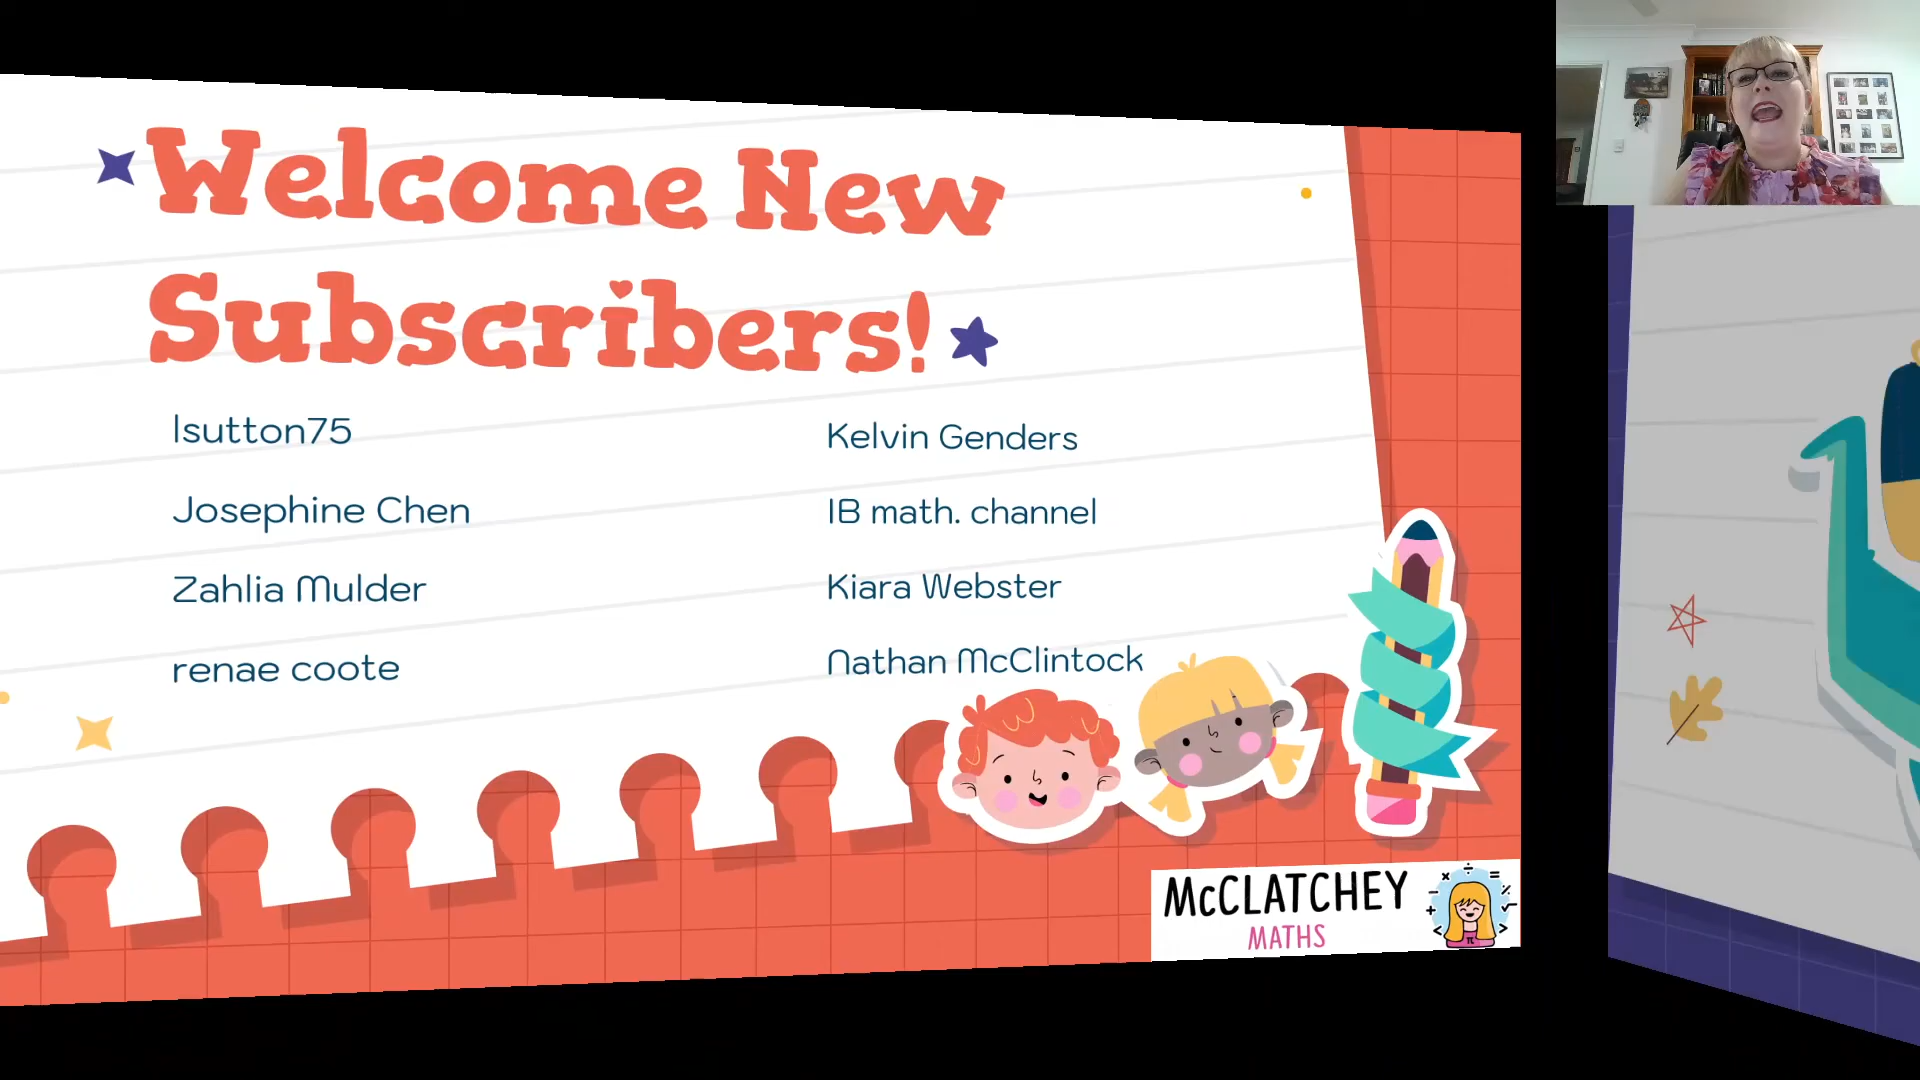 Welcome New
Subscribers!
lsutton75
Josephine Chen
Zahlia Mulder
renae coote
Kelvin Genders
IB math. channel
Kiara Webster
Nathan McClintock
McCLATCHEY
MATHS